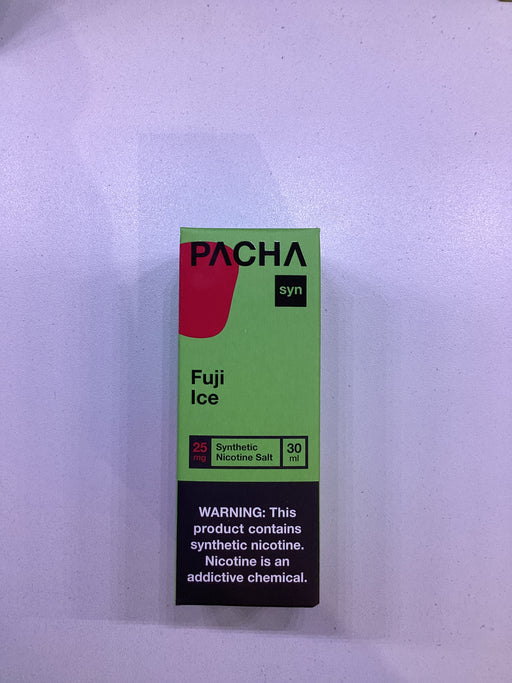 PACHA
syn
Fuji
Ice
25
mg
Synthetic
Nicotine Salt
30
ml
WARNING: This
product contains
synthetic nicotine.
Nicotine is an
addictive chemical.